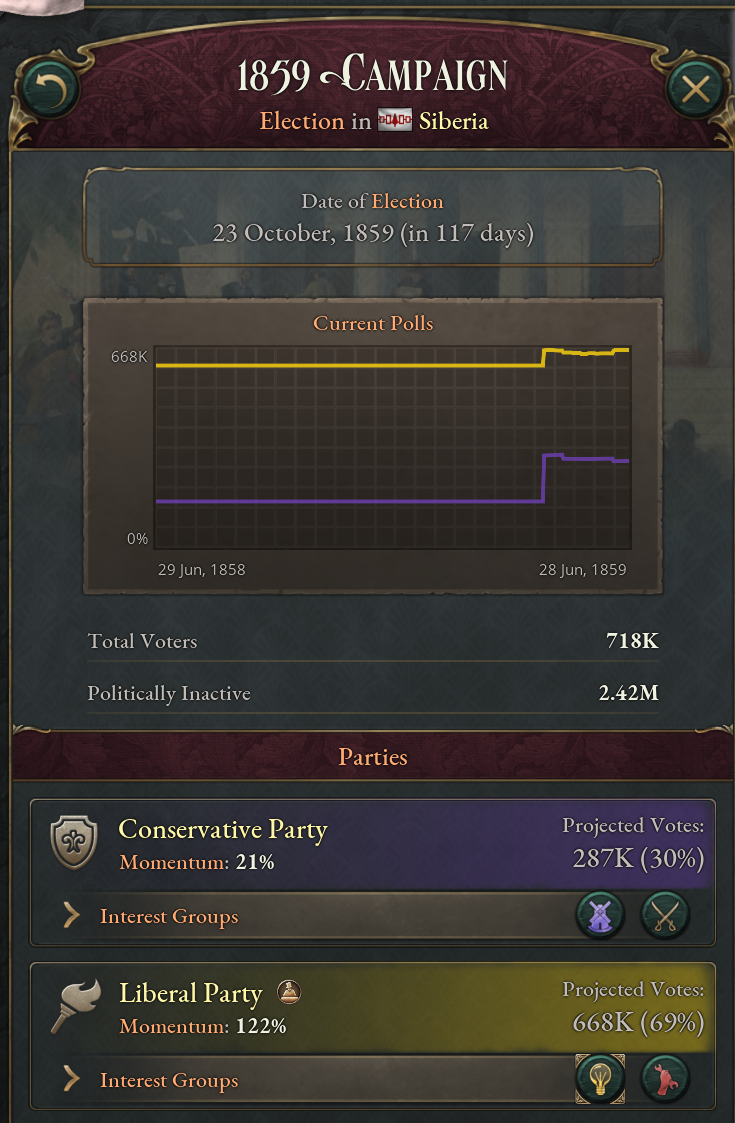 1859 Campaign
Election in Siberia
Date of Election
23 October, 1859 (in 117 days)
Current Polls
668K
0%
29 Jun, 1858 28 Jun, 1859
Total Voters 718K
Politically Inactive 2.42M
Parties
Conservative Party Projected Votes:
Momentum: 21% 287K (30%)
Interest Groups
Liberal Party Projected Votes:
Momentum: 122% 668K (69%)
Interest Groups